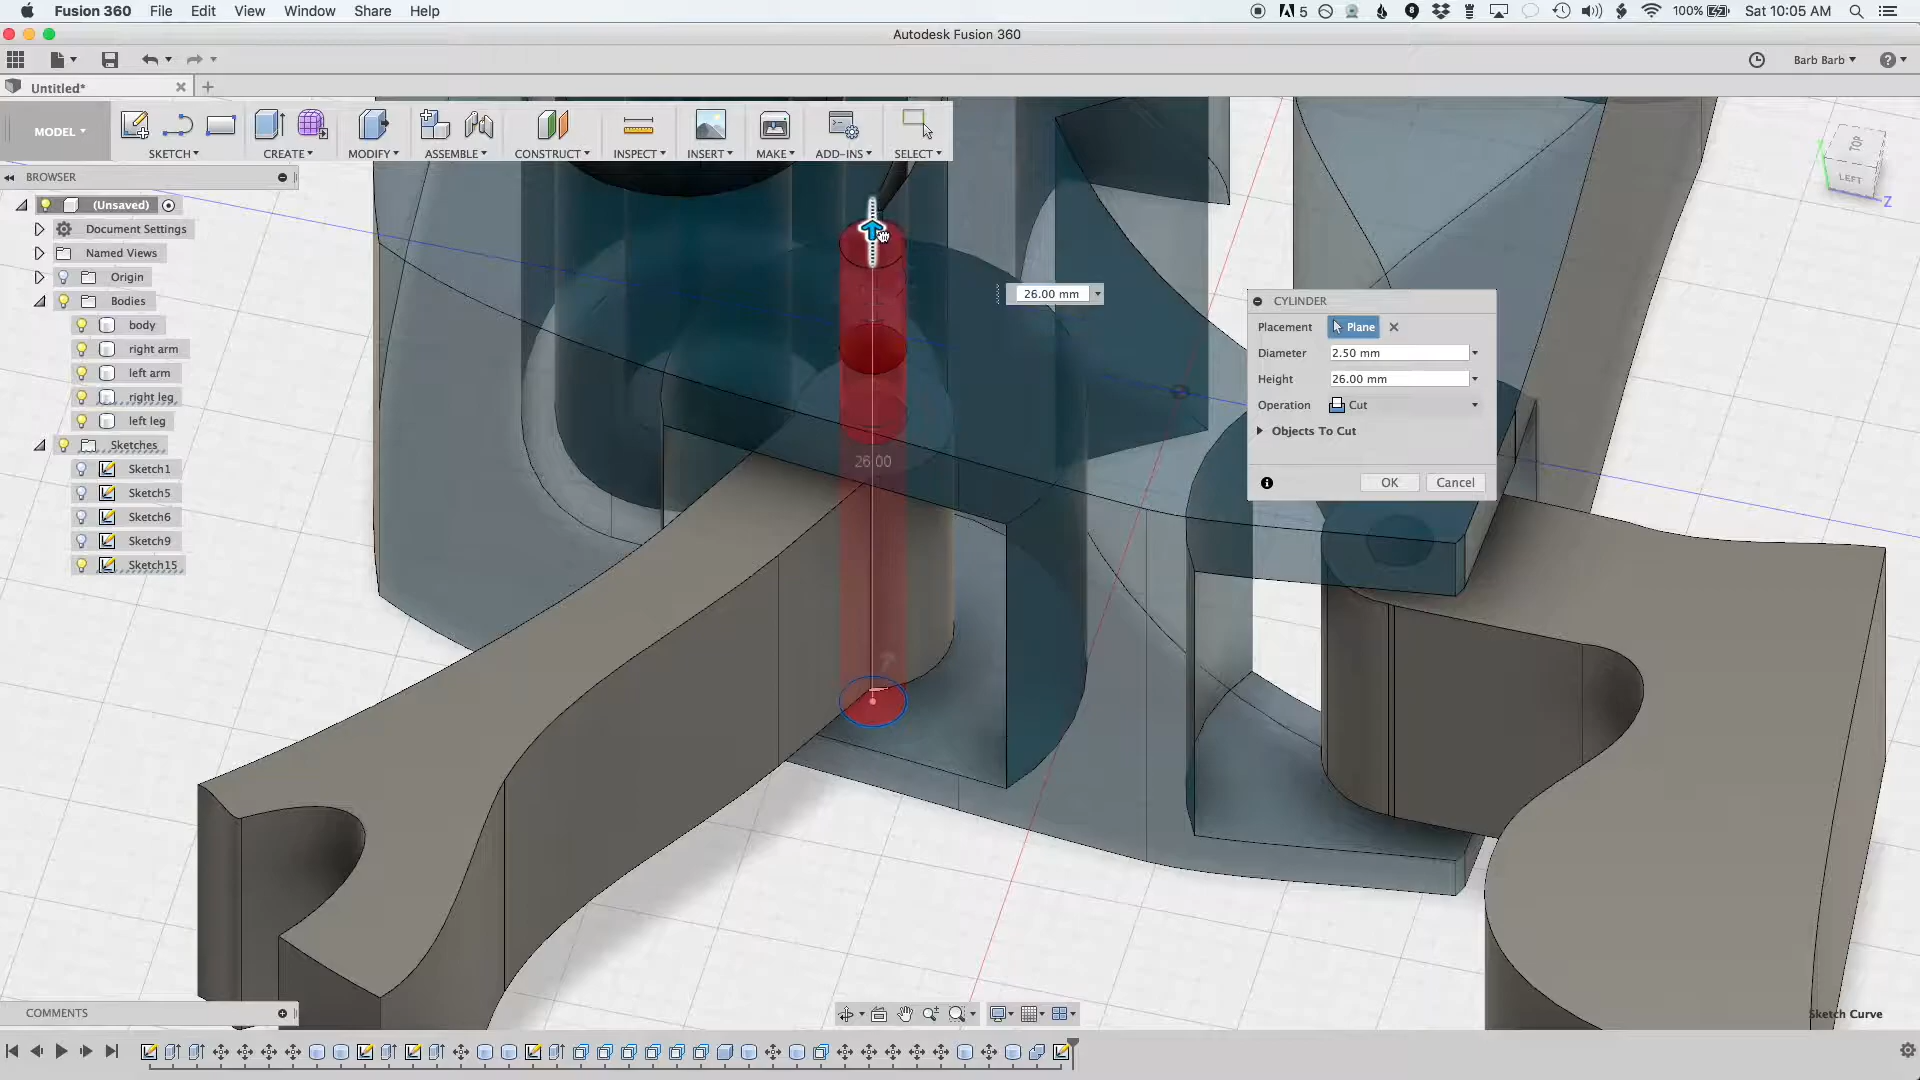 Fusion 360 File Edit View Window Share Help 5 8 100% Sat 10:05 AM
Autodesk Fusion 360
Barb Barb
Untitled*
MODEL
SKETCH CREATE MODIFY ASSEMBLE CONSTRUCT INSPECT INSERT MAKE ADD-INS SELECT
TOP
LEFT
Z
BROWSER
(Unsaved)
Document Settings
Named Views
Origin
Bodies
body
right arm
left arm
right leg
left leg
Sketches
Sketch1
Sketch5
Sketch6
Sketch9
Sketch15
26.00 mm
26.00
CYLINDER
Placement Plane
Diameter 2.50 mm
Height 26.00 mm
Operation Cut
Objects To Cut
OK Cancel
COMMENTS
Sketch Curve